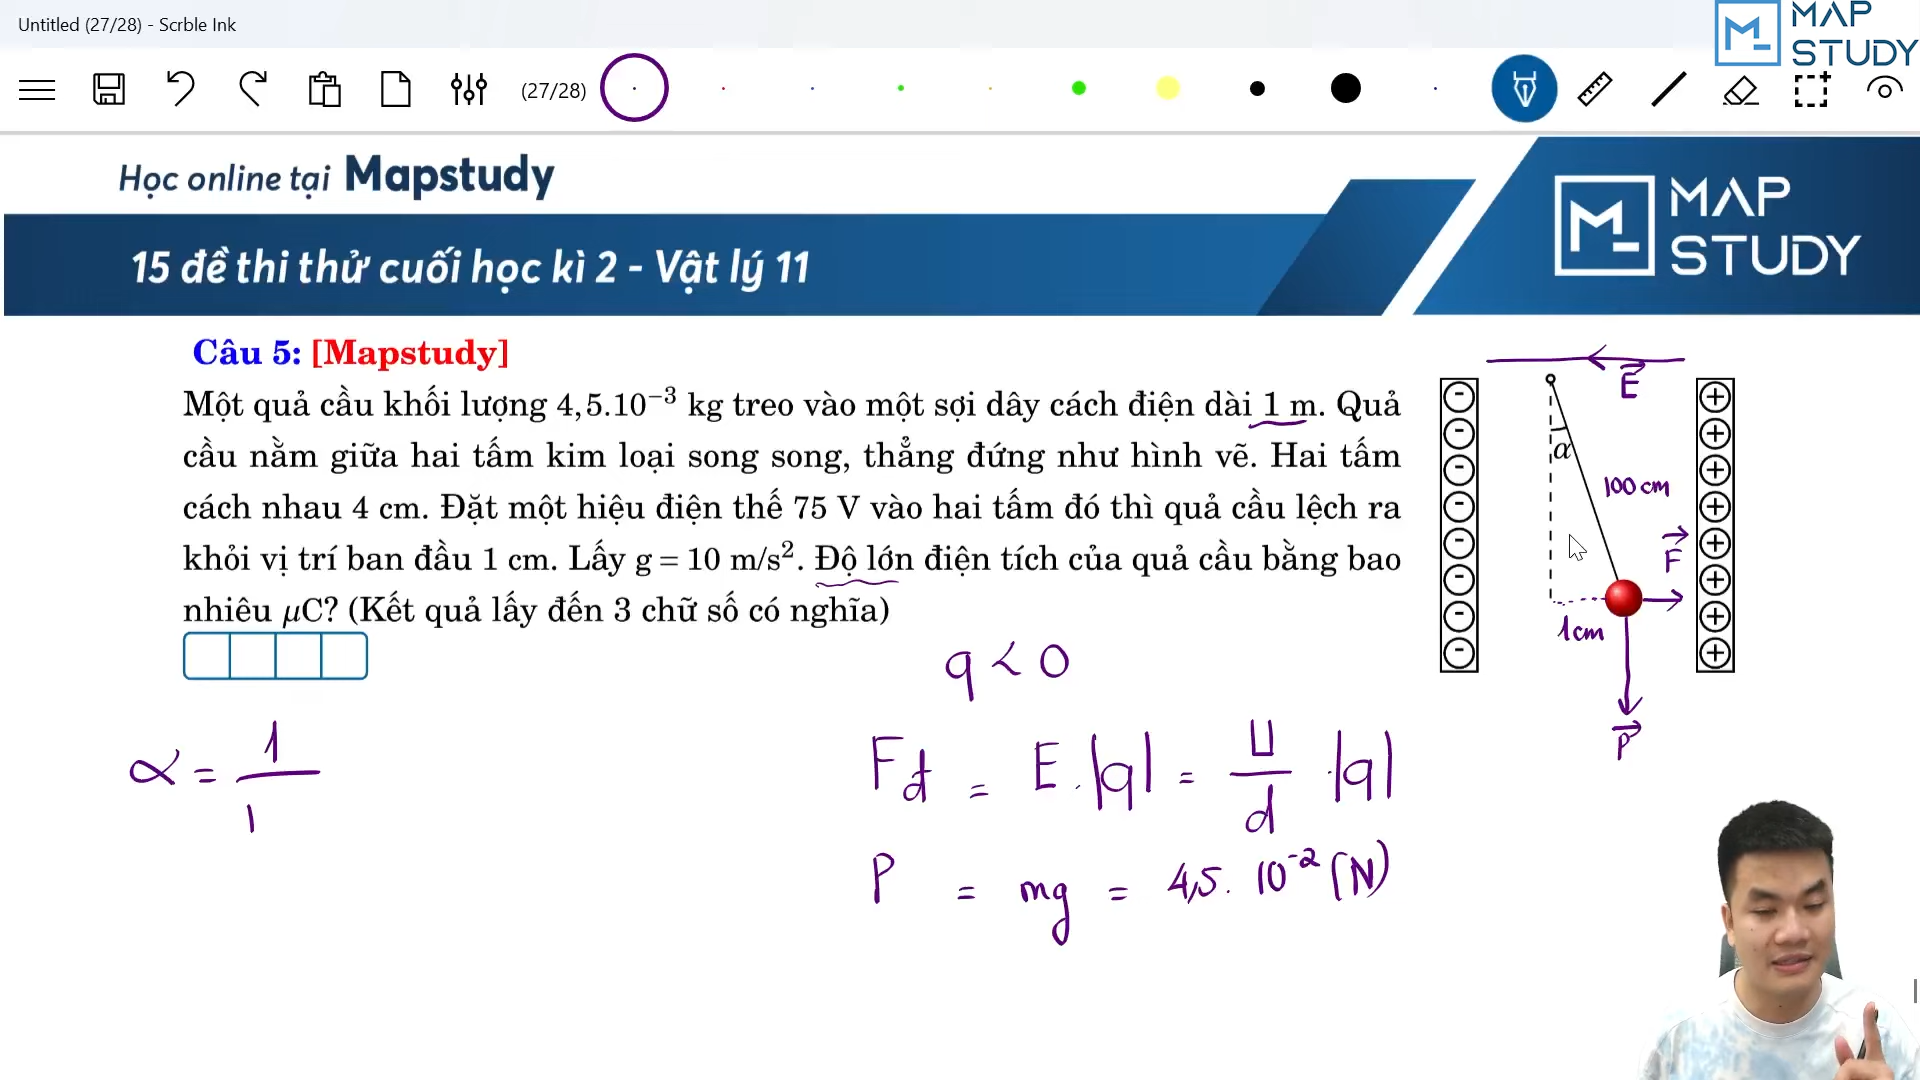 Untitled (27/28) - Scrble Ink
MAP
STUDY
(27/28)
Học online tại Mapstudy
15 đề thi thử cuối học kì 2 - Vật lý 11
MAP
STUDY
Câu 5: [Mapstudy]
Một quả cầu khối lượng 4,5.10⁻³ kg treo vào một sợi dây cách điện dài 1 m. Quả
cầu nằm giữa hai tấm kim loại song song, thẳng đứng như hình vẽ. Hai tấm
cách nhau 4 cm. Đặt một hiệu điện thế 75 V vào hai tấm đó thì quả cầu lệch ra
khỏi vị trí ban đầu 1 cm. Lấy g = 10 m/s². Độ lớn điện tích của quả cầu bằng bao
nhiêu μC? (Kết quả lấy đến 3 chữ số có nghĩa)
E
α
100 cm
F
1cm
P
q < 0
α = 1/1
Fđ = E.|q| = U/d .|q|
P = mg = 4,5. 10⁻² (N)